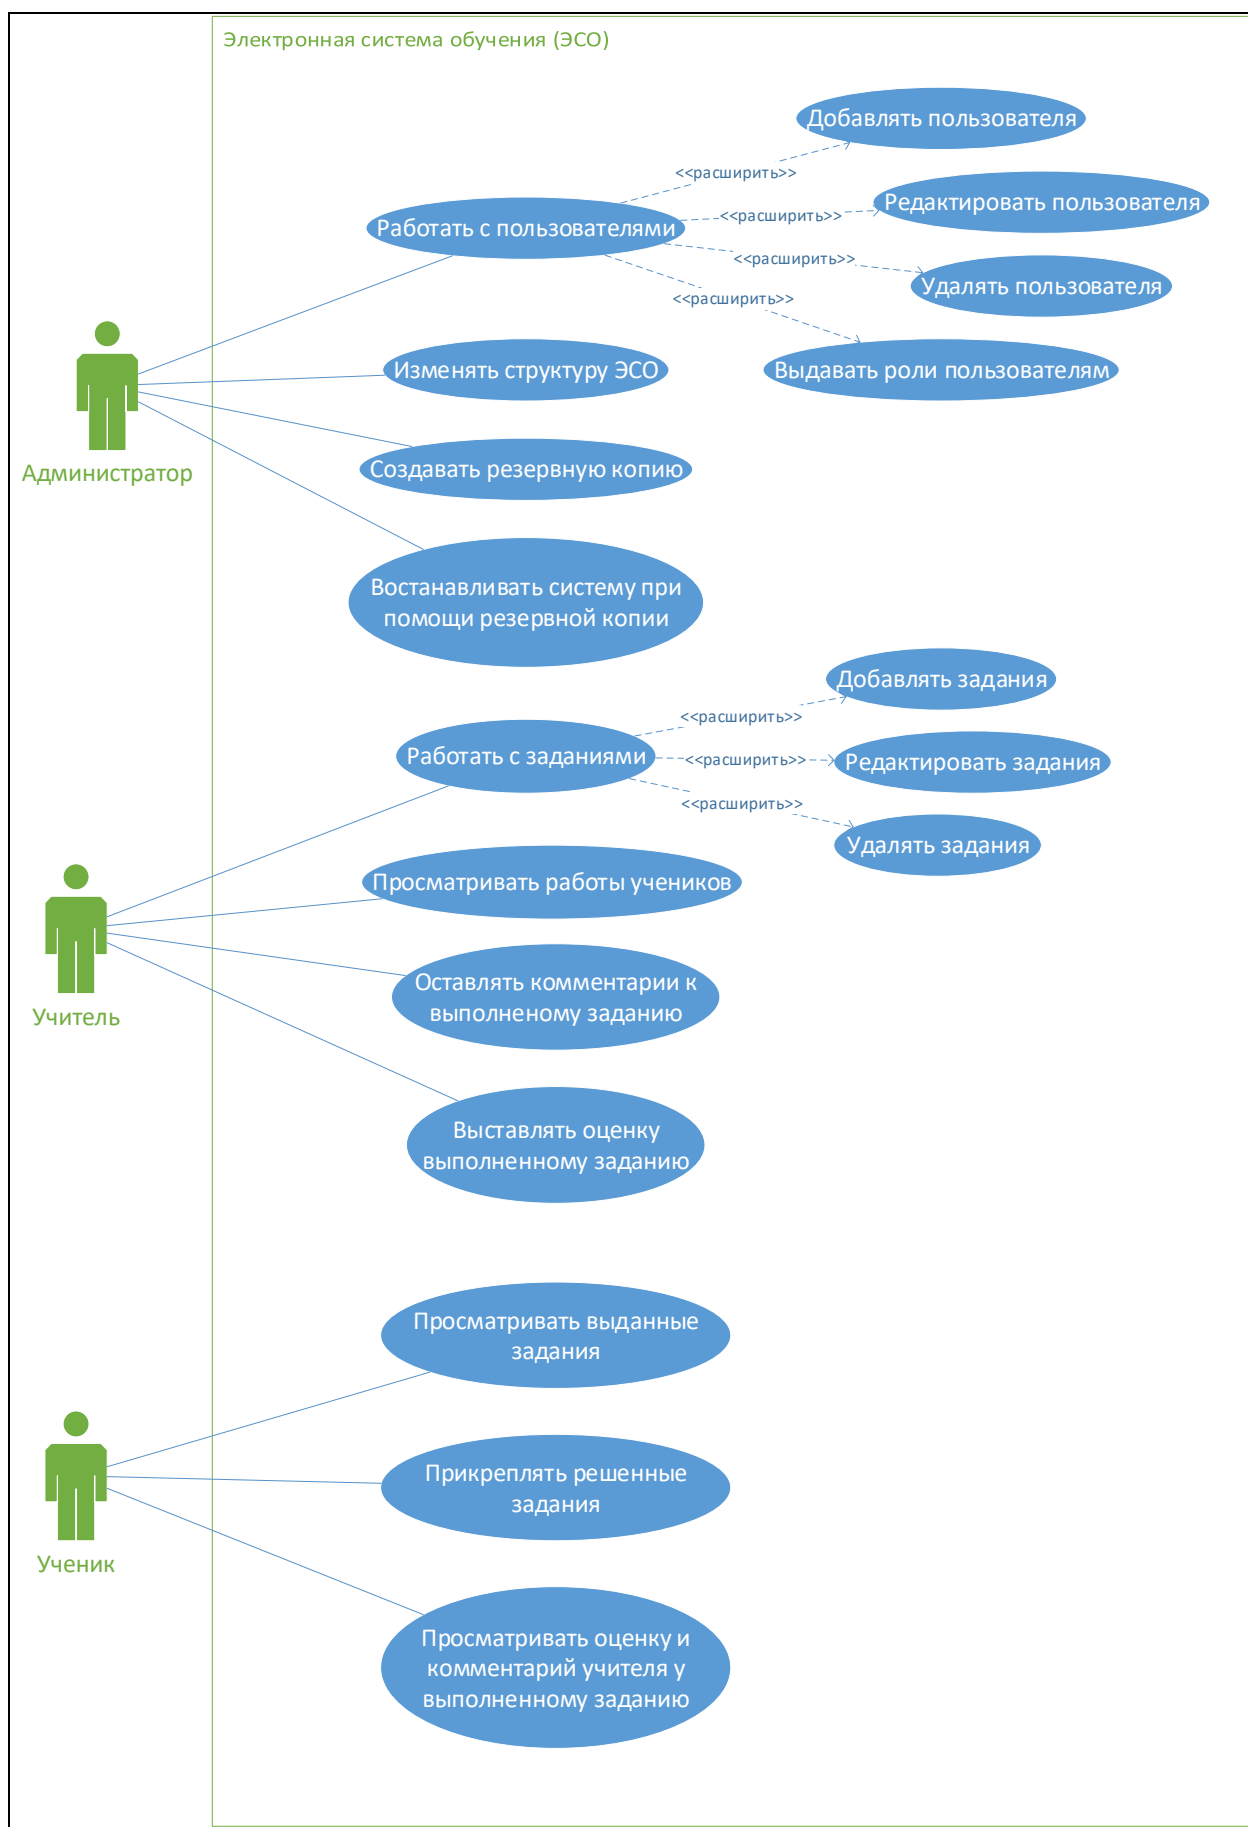 Электронная система обучения (ЭСО)
Добавлять пользователя
<<расширить>>
Редактировать пользователя
<<расширить>>
Работать с пользователями
<<расширить>>
Удалять пользователя
<<расширить>>
Изменять структуру ЭСО
Выдавать роли пользователям
Администратор
Создавать резервную копию
Востанавливать систему при
помощи резервной копии
Добавлять задания
<<расширить>>
Работать с заданиями
<<расширить>>
Редактировать задания
<<расширить>>
Удалять задания
Просматривать работы учеников
Оставлять комментарии к
выполненому заданию
Учитель
Выставлять оценку
выполненному заданию
Просматривать выданные
задания
Прикреплять решенные
задания
Ученик
Просматривать оценку и
комментарий учителя у
выполненному заданию